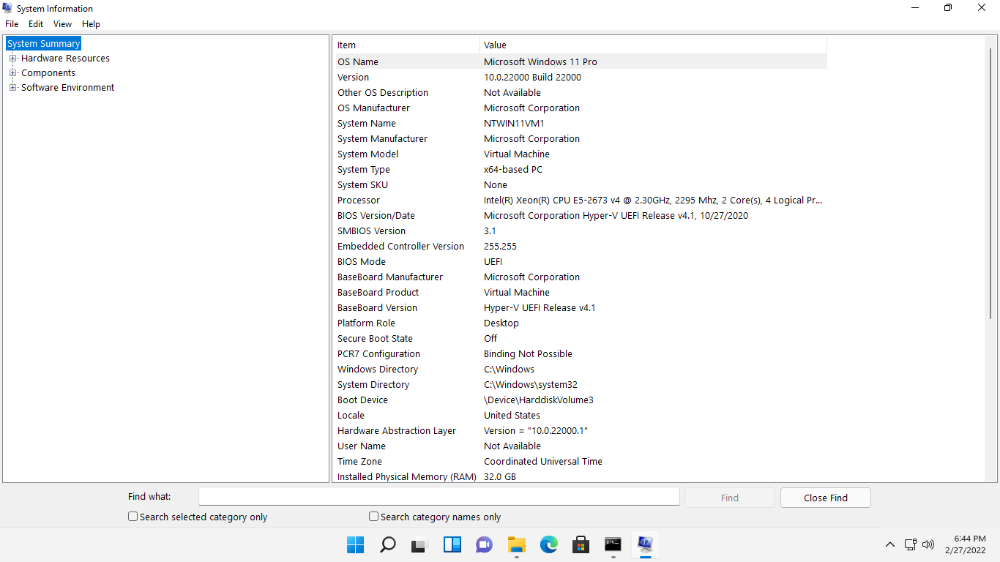 System Information
File Edit View Help
System Summary
Hardware Resources
Components
Software Environment
Item Value
OS Name Microsoft Windows 11 Pro
Version 10.0.22000 Build 22000
Other OS Description Not Available
OS Manufacturer Microsoft Corporation
System Name NTWIN11VM1
System Manufacturer Microsoft Corporation
System Model Virtual Machine
System Type x64-based PC
System SKU None
Processor Intel(R) Xeon(R) CPU E5-2673 v4 @ 2.30GHz, 2295 Mhz, 2 Core(s), 4 Logical Pr...
BIOS Version/Date Microsoft Corporation Hyper-V UEFI Release v4.1, 10/27/2020
SMBIOS Version 3.1
Embedded Controller Version 255.255
BIOS Mode UEFI
BaseBoard Manufacturer Microsoft Corporation
BaseBoard Product Virtual Machine
BaseBoard Version Hyper-V UEFI Release v4.1
Platform Role Desktop
Secure Boot State Off
PCR7 Configuration Binding Not Possible
Windows Directory C:\Windows
System Directory C:\Windows\system32
Boot Device \Device\HarddiskVolume3
Locale United States
Hardware Abstraction Layer Version = "10.0.22000.1"
User Name Not Available
Time Zone Coordinated Universal Time
Installed Physical Memory (RAM) 32.0 GB
Find what: Find Close Find
Search selected category only Search category names only
6:44 PM
2/27/2022